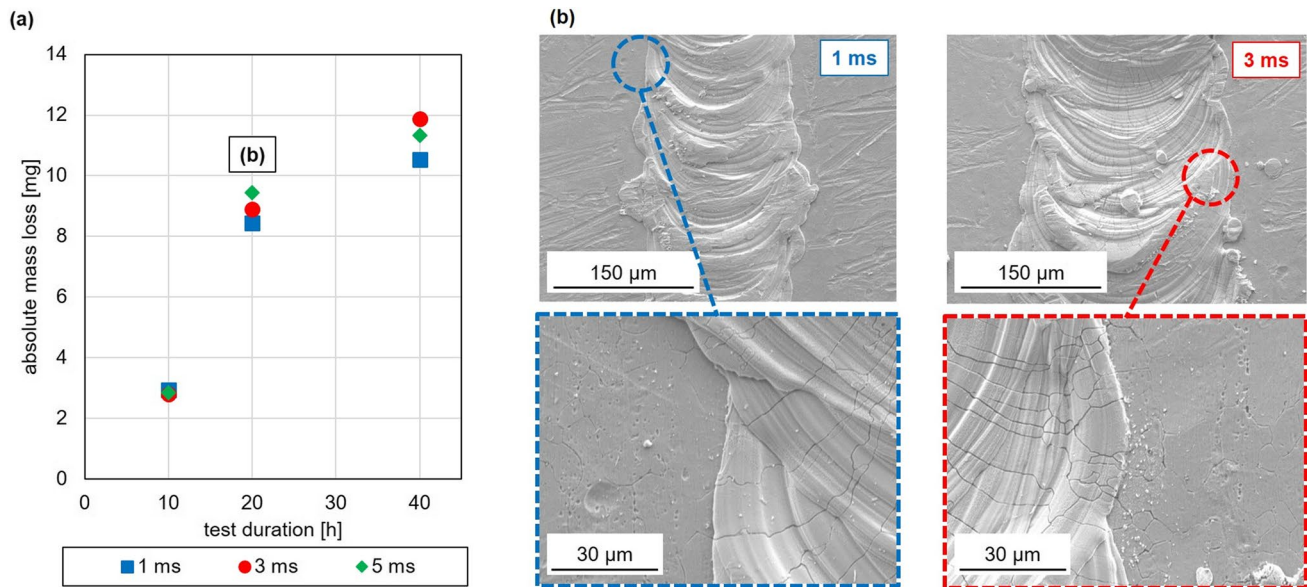 (a)
absolute mass loss [mg]
14
12
10
8
6
4
2
0
(b)
0
10
20
30
40
test duration [h]
1 ms
3 ms
5 ms
(b)
1 ms
150 µm
3 ms
150 µm
30 µm
30 µm